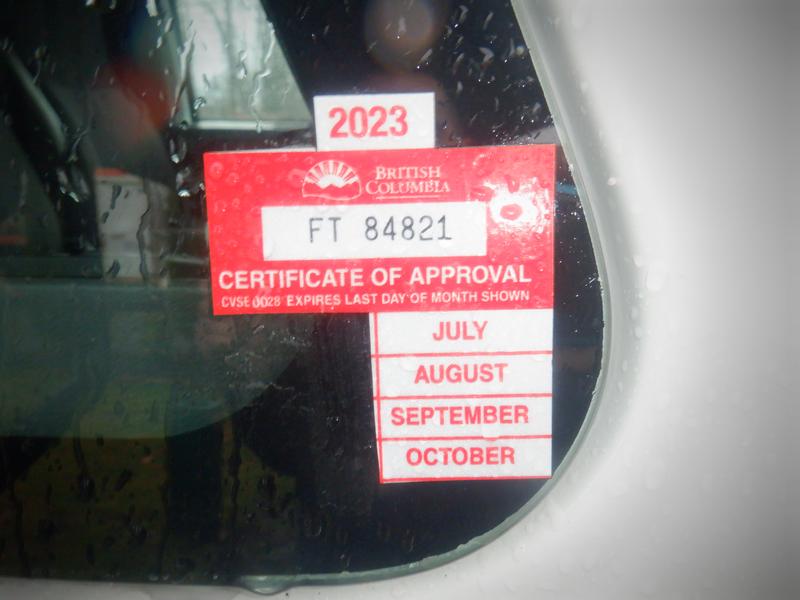 2023
BRITISH
COLUMBIA
FT 84821
CERTIFICATE OF APPROVAL
CVSE 0028 EXPIRES LAST DAY OF MONTH SHOWN
JULY
AUGUST
SEPTEMBER
OCTOBER